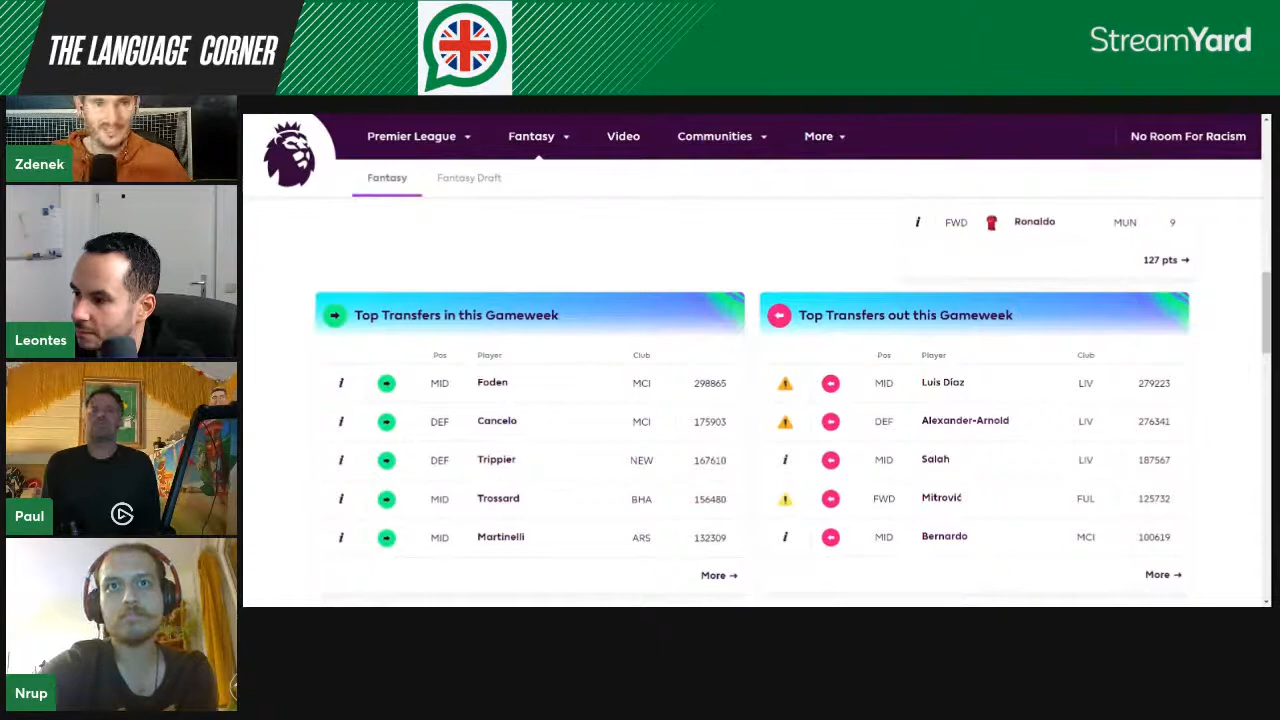 THE LANGUAGE CORNER
StreamYard
Zdenek
Leontes
Paul
Nrup
Premier League Fantasy Video Communities More No Room For Racism
Fantasy Fantasy Draft
i FWD Ronaldo MUN 9
127 pts →
Top Transfers in this Gameweek
Pos Player Club
i MID Foden MCI 298865
i DEF Cancelo MCI 175903
i DEF Trippier NEW 167610
i MID Trossard BHA 156480
i MID Martinelli ARS 132309
More →
Top Transfers out this Gameweek
Pos Player Club
MID Luis Díaz LIV 279223
DEF Alexander-Arnold LIV 276341
i MID Salah LIV 187567
FWD Mitrović FUL 125732
i MID Bernardo MCI 100619
More →